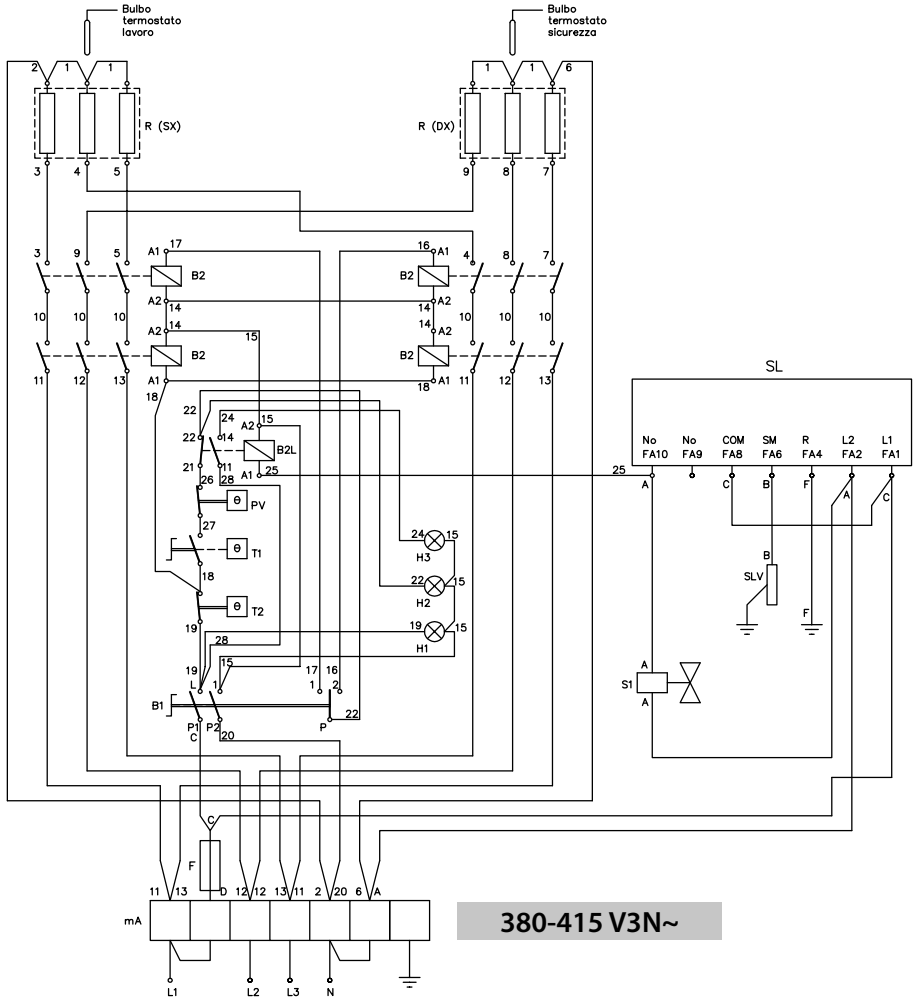 Bulbo
termostato
lavoro
Bulbo
termostato
sicurezza
2 1 1 1 1 6
R (SX) R (DX)
3 4 5 9 8 7
3 9 5 A1 17 16 A1 4 8 7
B2 B2
A2 14 14 A2
10 10 10 14 15 14 10 10 10
A2 A2
B2 B2
11 12 13 A1 18 A1 11 12 13
18
SL
22 24 A2 15
22 14
No No COM SM R L2 L1
FA10 FA9 FA8 FA6 FA4 FA2 FA1
B2L
21 11 A1 25 25
26 28
A C B F A C
θ PV
27
24 15
H3
θ T1
B
18
22 15
H2
SLV
θ T2
F
19
19 15
H1
28
15
A
19 L 1 17 1 16 2
S1
A
B1
P1 P2 P 22
C 20
C
F
11 13 D 12 12 13 11 2 20 6 A
mA
380-415 V3N~
L1 L2 L3 N